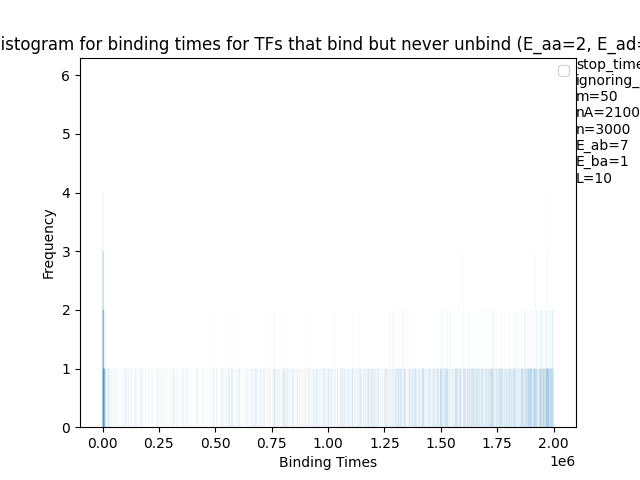 istogram for binding times for TFs that bind but never unbind (E_aa=2, E_ad=
stop_time
ignoring_
m=50
nA=2100
n=3000
E_ab=7
E_ba=1
L=10
6
5
4
3
2
1
0
Frequency
0.00 0.25 0.50 0.75 1.00 1.25 1.50 1.75 2.00
1e6
Binding Times